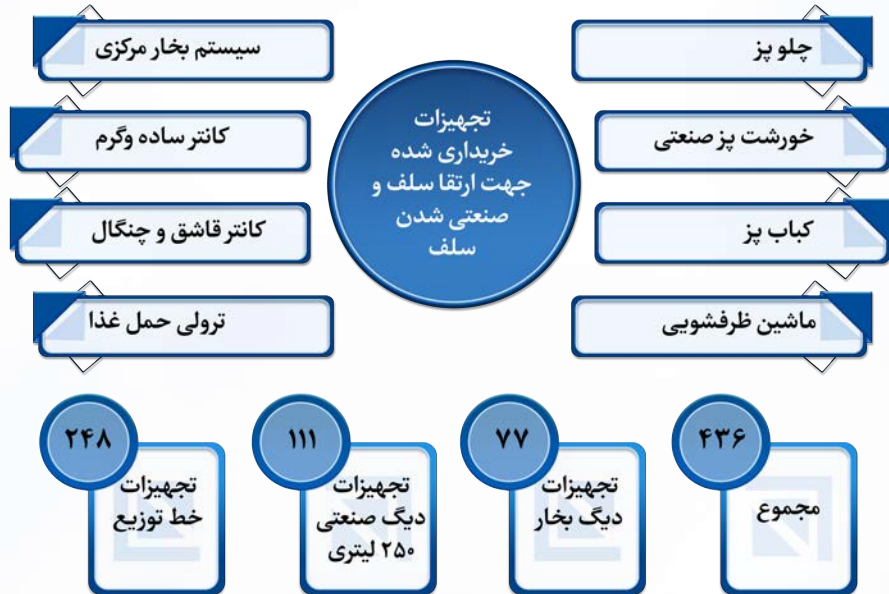 چلو پز
خورشت پز صنعتی
کباب پز
ماشین ظرفشویی
تجهیزات
خریداری شده
جهت ارتقا سلف و
صنعتی شدن
سلف
سیستم بخار مرکزی
کانتر ساده وگرم
کانتر قاشق و چنگال
ترولی حمل غذا
۴۳۶
مجموع
۷۷
تجهیزات
دیگ بخار
۱۱۱
تجهیزات
دیگ صنعتی
۲۵۰ لیتری
۲۴۸
تجهیزات
خط توزیع